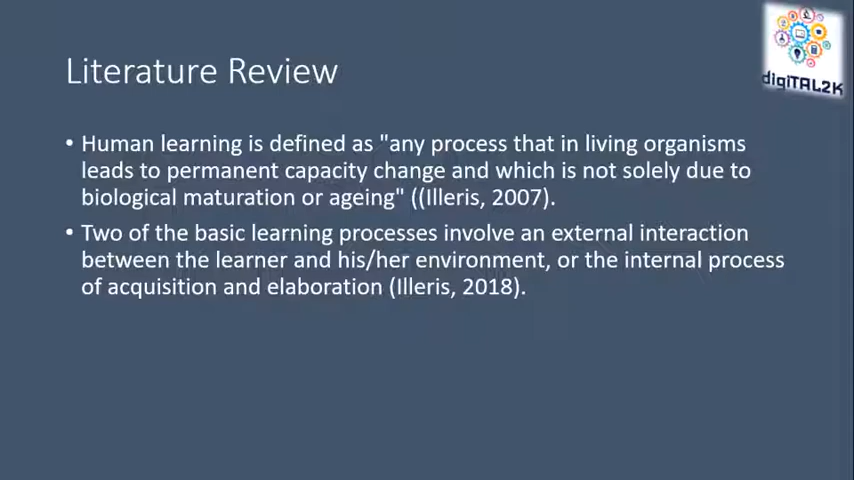 Literature Review
digiTAL2K
• Human learning is defined as "any process that in living organisms
leads to permanent capacity change and which is not solely due to
biological maturation or ageing" ((Illeris, 2007).
• Two of the basic learning processes involve an external interaction
between the learner and his/her environment, or the internal process
of acquisition and elaboration (Illeris, 2018).